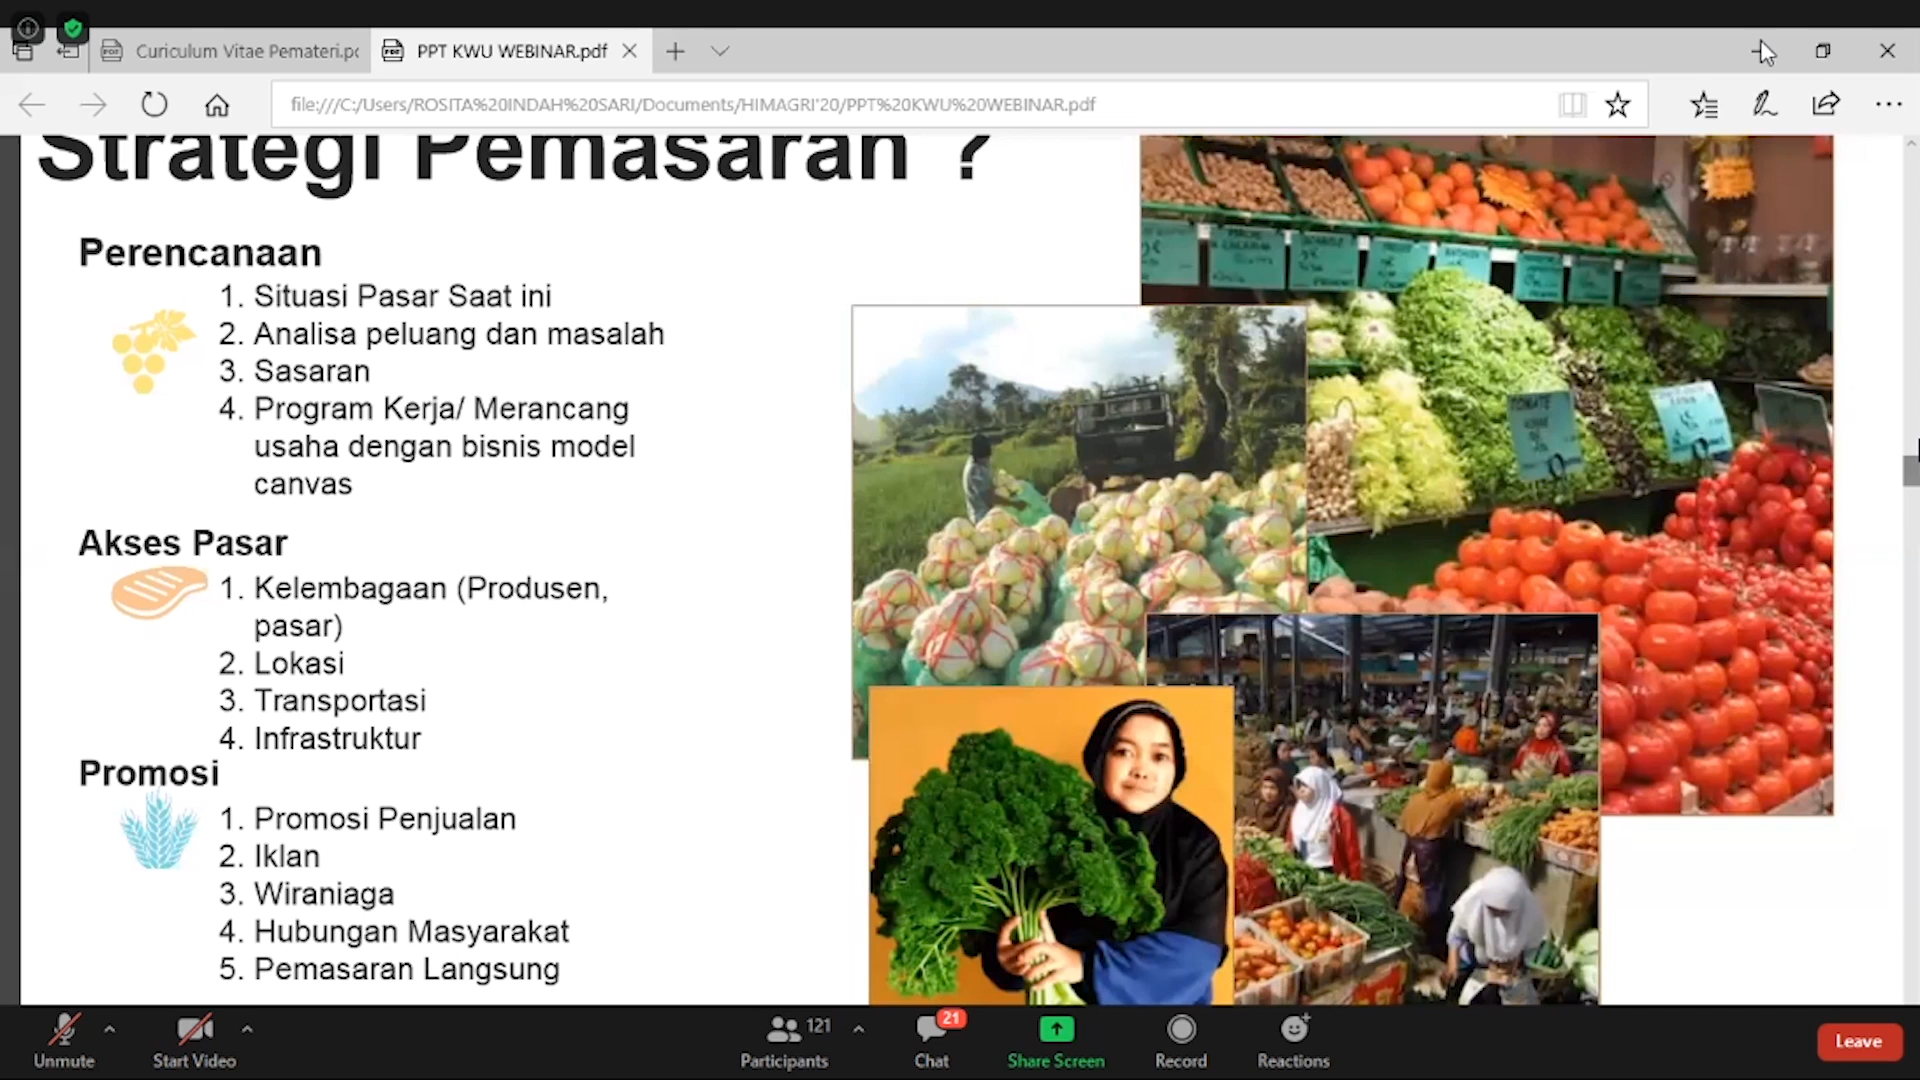 Curiculum Vitae Pemateri.pc
PPT KWU WEBINAR.pdf
file:///C:/Users/ROSITA%20INDAH%20SARI/Documents/HIMAGRI'20/PPT%20KWU%20WEBINAR.pdf
Strategi Pemasaran ?
Perencanaan
1. Situasi Pasar Saat ini
2. Analisa peluang dan masalah
3. Sasaran
4. Program Kerja/ Merancang
usaha dengan bisnis model
canvas
Akses Pasar
1. Kelembagaan (Produsen,
pasar)
2. Lokasi
3. Transportasi
4. Infrastruktur
Promosi
1. Promosi Penjualan
2. Iklan
3. Wiraniaga
4. Hubungan Masyarakat
5. Pemasaran Langsung
TOMATE
Unmute
Start Video
121
Participants
21
Chat
Share Screen
Record
Reactions
Leave